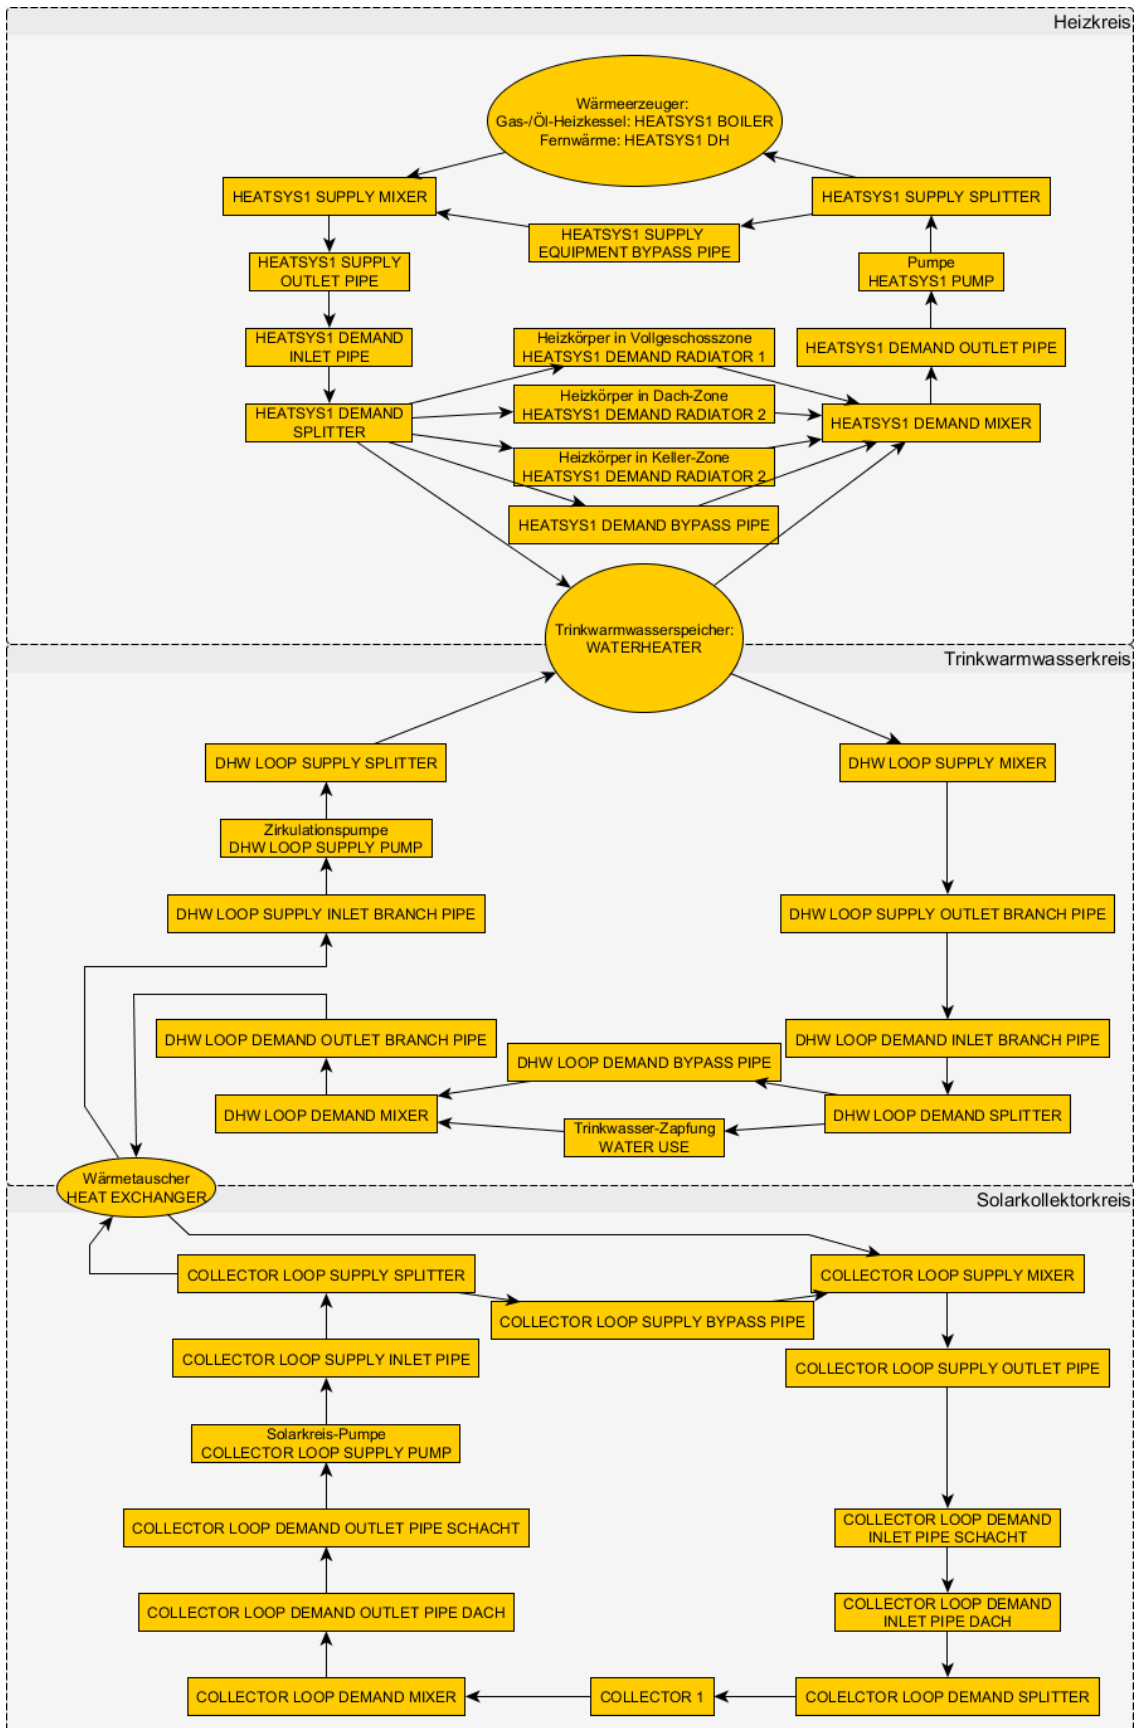 Heizkreis
Wärmeerzeuger:
Gas-/Öl-Heizkessel: HEATSYS1 BOILER
Fernwärme: HEATSYS1 DH
HEATSYS1 SUPPLY MIXER
HEATSYS1 SUPPLY SPLITTER
HEATSYS1 SUPPLY
EQUIPMENT BYPASS PIPE
HEATSYS1 SUPPLY
OUTLET PIPE
Pumpe
HEATSYS1 PUMP
HEATSYS1 DEMAND
INLET PIPE
Heizkörper in Vollgeschosszone
HEATSYS1 DEMAND RADIATOR 1
HEATSYS1 DEMAND OUTLET PIPE
HEATSYS1 DEMAND
SPLITTER
Heizkörper in Dach-Zone
HEATSYS1 DEMAND RADIATOR 2
HEATSYS1 DEMAND MIXER
Heizkörper in Keller-Zone
HEATSYS1 DEMAND RADIATOR 2
HEATSYS1 DEMAND BYPASS PIPE
Trinkwarmwasserspeicher:
WATERHEATER
Trinkwarmwasserkreis
DHW LOOP SUPPLY SPLITTER
DHW LOOP SUPPLY MIXER
Zirkulationspumpe
DHW LOOP SUPPLY PUMP
DHW LOOP SUPPLY INLET BRANCH PIPE
DHW LOOP SUPPLY OUTLET BRANCH PIPE
DHW LOOP DEMAND OUTLET BRANCH PIPE
DHW LOOP DEMAND INLET BRANCH PIPE
DHW LOOP DEMAND BYPASS PIPE
DHW LOOP DEMAND MIXER
DHW LOOP DEMAND SPLITTER
Trinkwasser-Zapfung
WATER USE
Wärmetauscher
HEAT EXCHANGER
Solarkollektorkreis
COLLECTOR LOOP SUPPLY SPLITTER
COLLECTOR LOOP SUPPLY MIXER
COLLECTOR LOOP SUPPLY BYPASS PIPE
COLLECTOR LOOP SUPPLY INLET PIPE
COLLECTOR LOOP SUPPLY OUTLET PIPE
Solarkreis-Pumpe
COLLECTOR LOOP SUPPLY PUMP
COLLECTOR LOOP DEMAND OUTLET PIPE SCHACHT
COLLECTOR LOOP DEMAND
INLET PIPE SCHACHT
COLLECTOR LOOP DEMAND OUTLET PIPE DACH
COLLECTOR LOOP DEMAND
INLET PIPE DACH
COLLECTOR LOOP DEMAND MIXER
COLLECTOR 1
COLELCTOR LOOP DEMAND SPLITTER